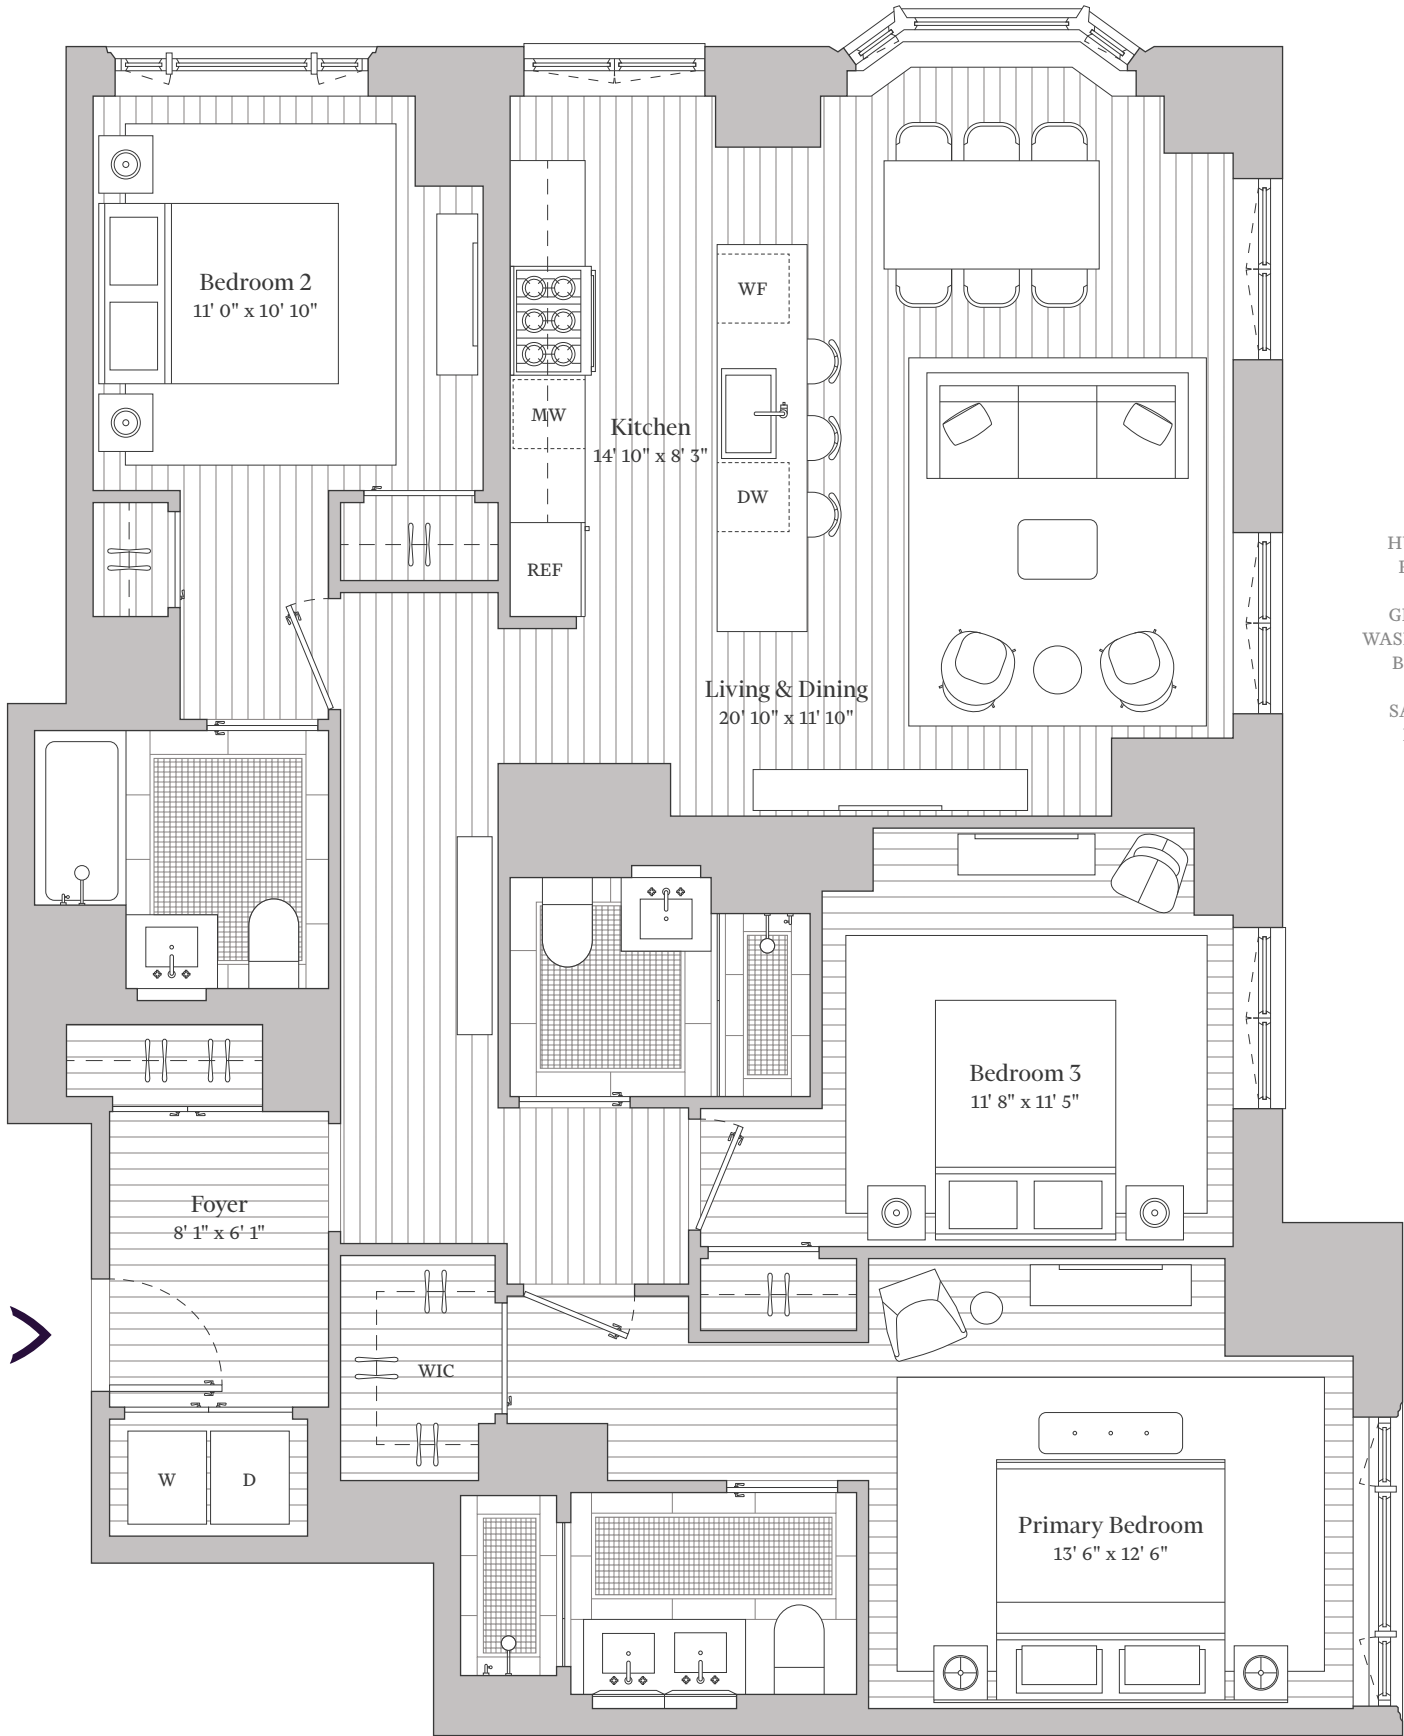 Bedroom 2
11' 0" x 10' 10"
WF
MW
Kitchen
14' 10" x 8' 3"
DW
REF
Living & Dining
20' 10" x 11' 10"
Bedroom 3
11' 8" x 11' 5"
Foyer
8' 1" x 6' 1"
WIC
W
D
Primary Bedroom
13' 6" x 12' 6"